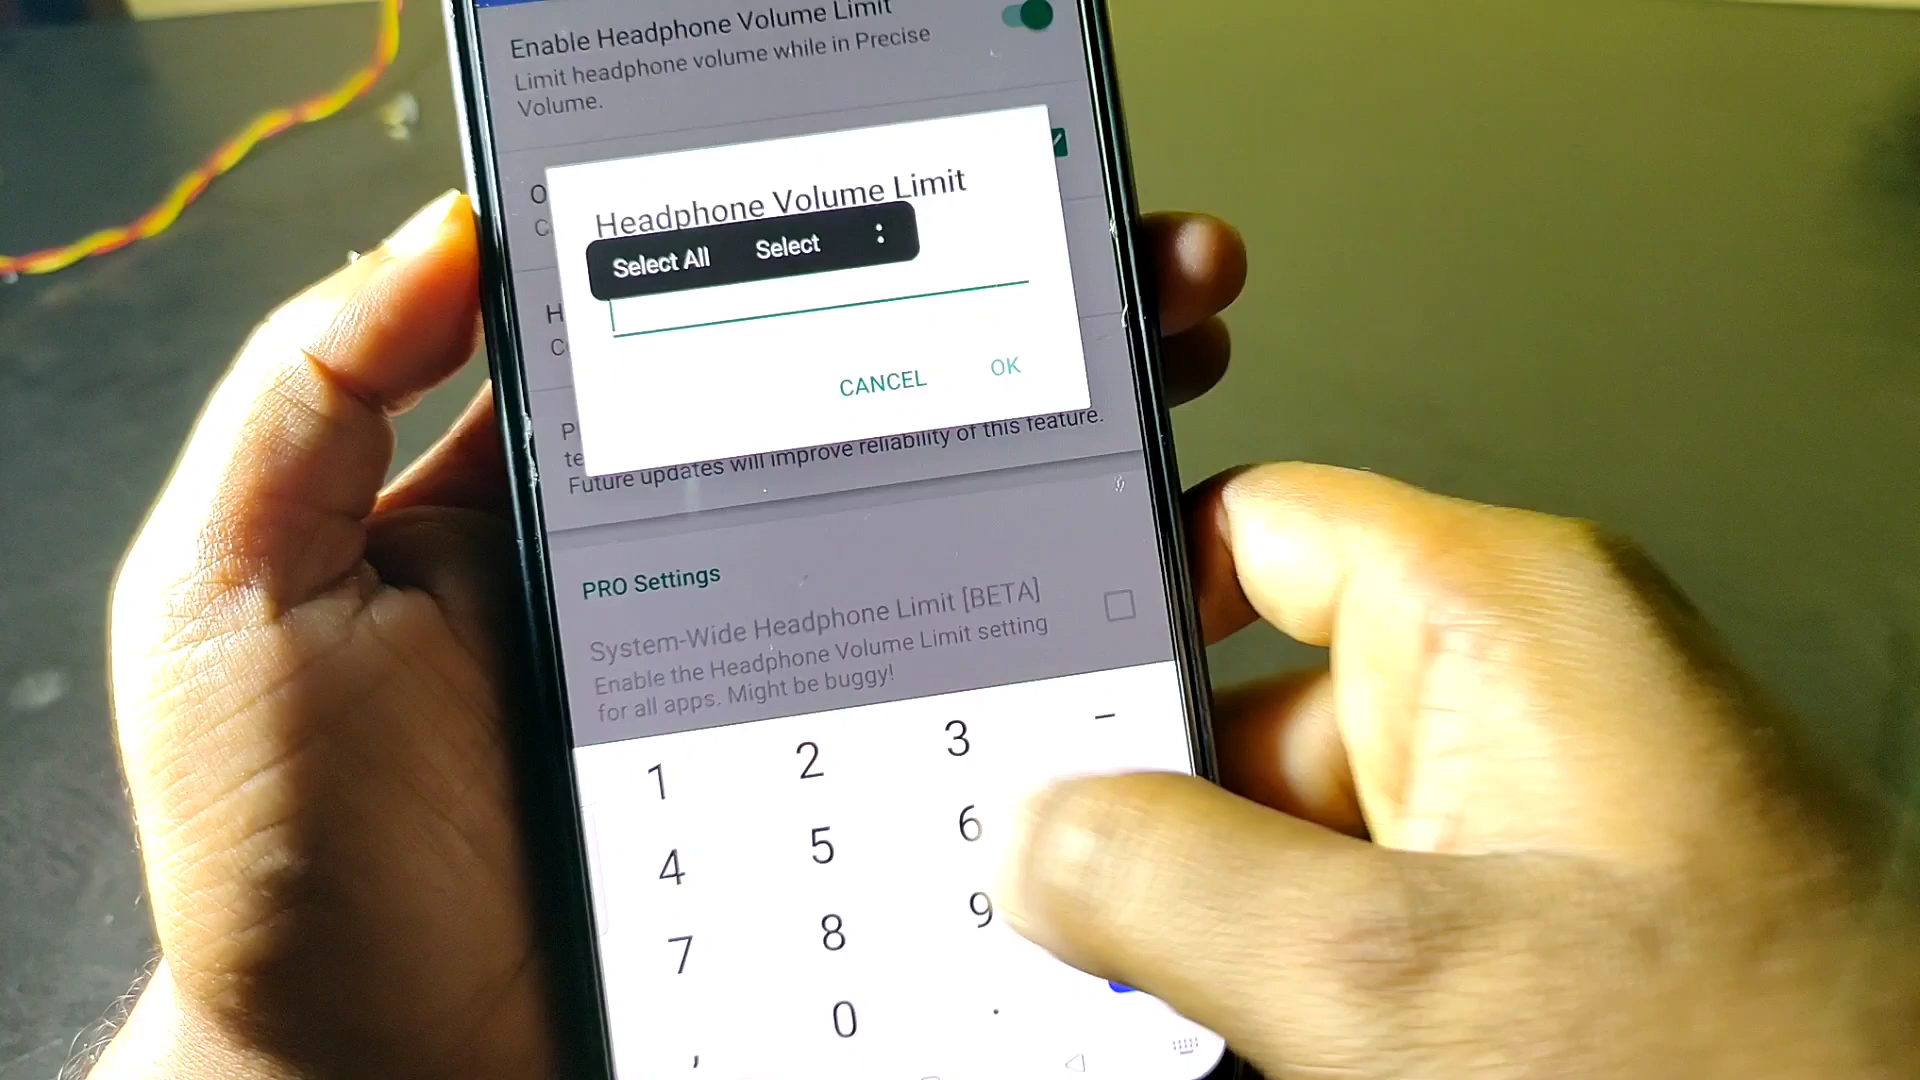 Enable Headphone Volume Limit
Limit headphone volume while in Precise
Volume.
O
C
Headphone Volume Limit
Select All Select
H
C
CANCEL OK
P
te
Future updates will improve reliability of this feature.
PRO Settings
System-Wide Headphone Limit [BETA]
Enable the Headphone Volume Limit setting
for all apps. Might be buggy!
1 2 3 –
4 5 6
7 8 9
, 0 .